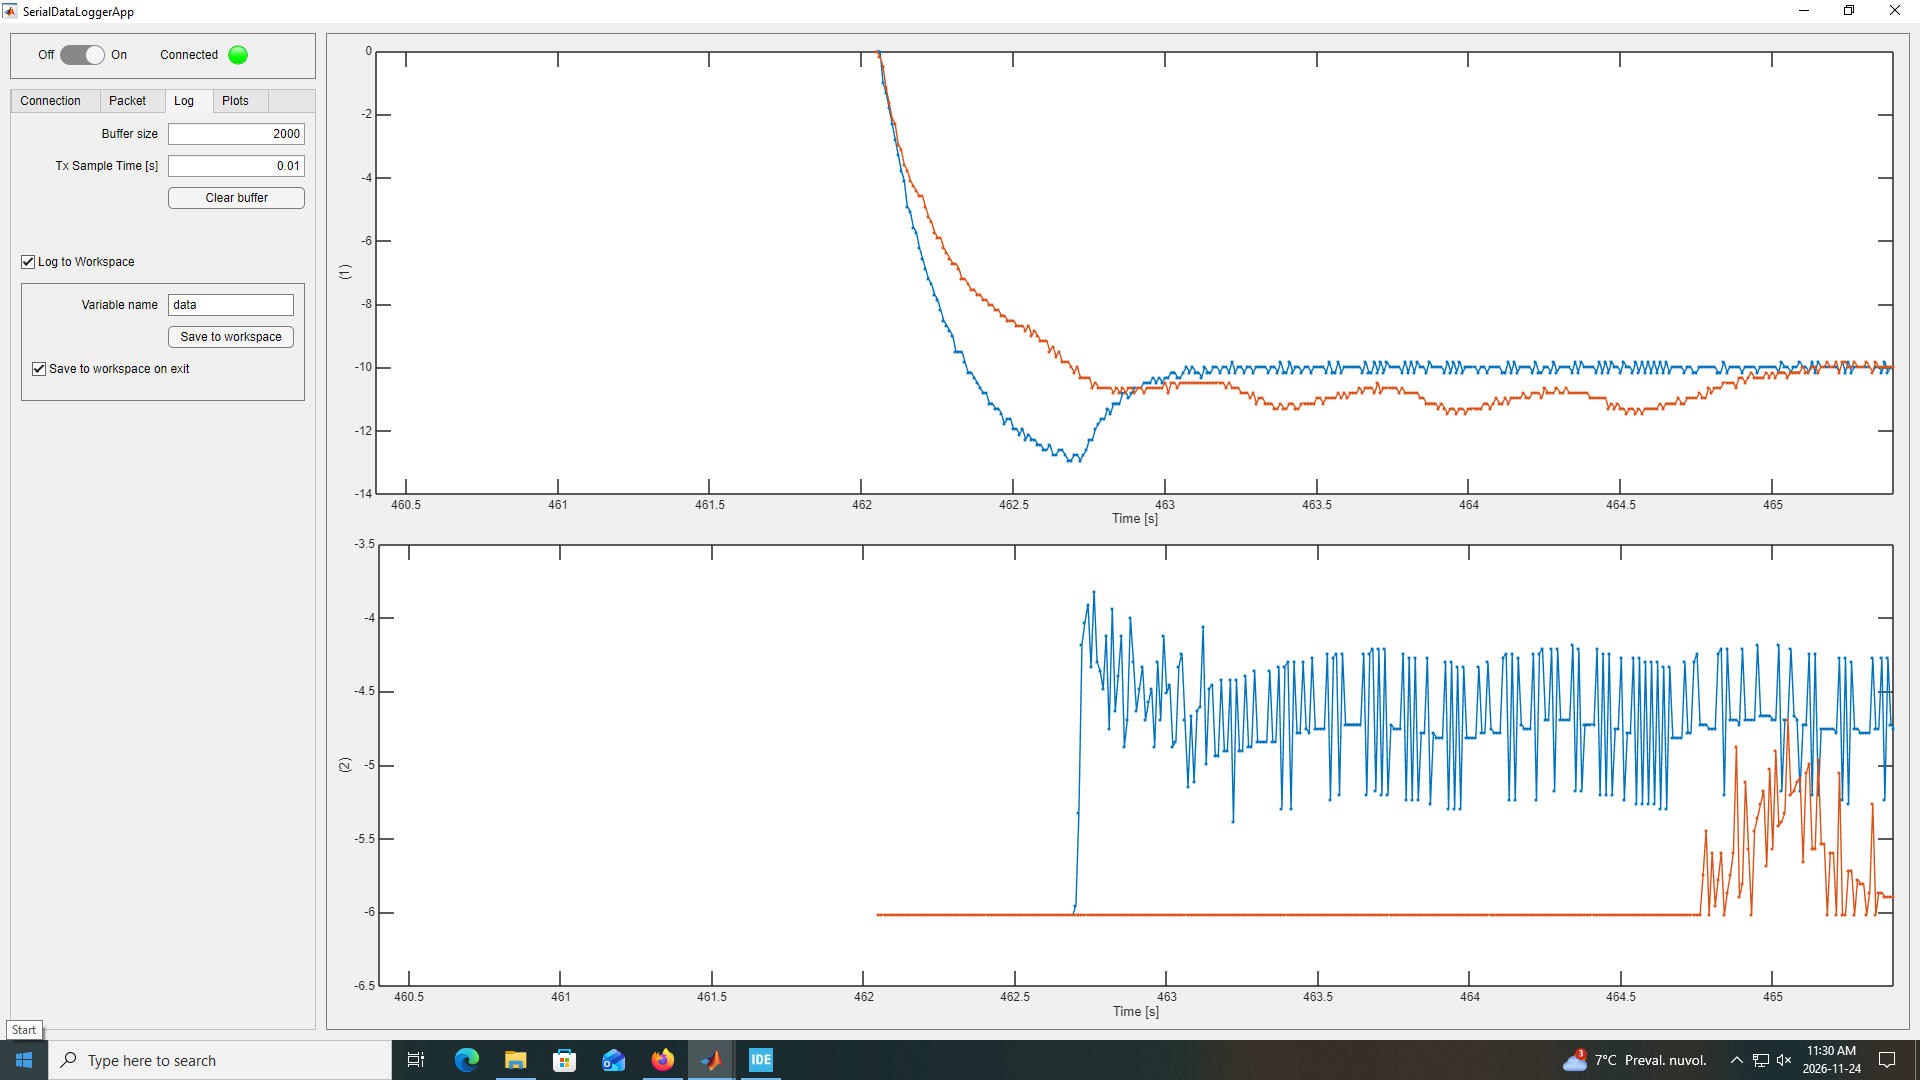 SerialDataLoggerApp
Off On Connected
Connection Packet Log Plots
Buffer size 2000
Tx Sample Time [s] 0.01
Clear buffer
Log to Workspace
Variable name data
Save to workspace
Save to workspace on exit
0
-2
-4
-6
-8
-10
-12
-14
(1)
460.5 461 461.5 462 462.5 463 463.5 464 464.5 465
Time [s]
-3.5
-4
-4.5
-5
-5.5
-6
-6.5
(2)
460.5 461 461.5 462 462.5 463 463.5 464 464.5 465
Time [s]
Start
Type here to search
IDE
3
7°C Preval. nuvol.
11:30 AM
2026-11-24